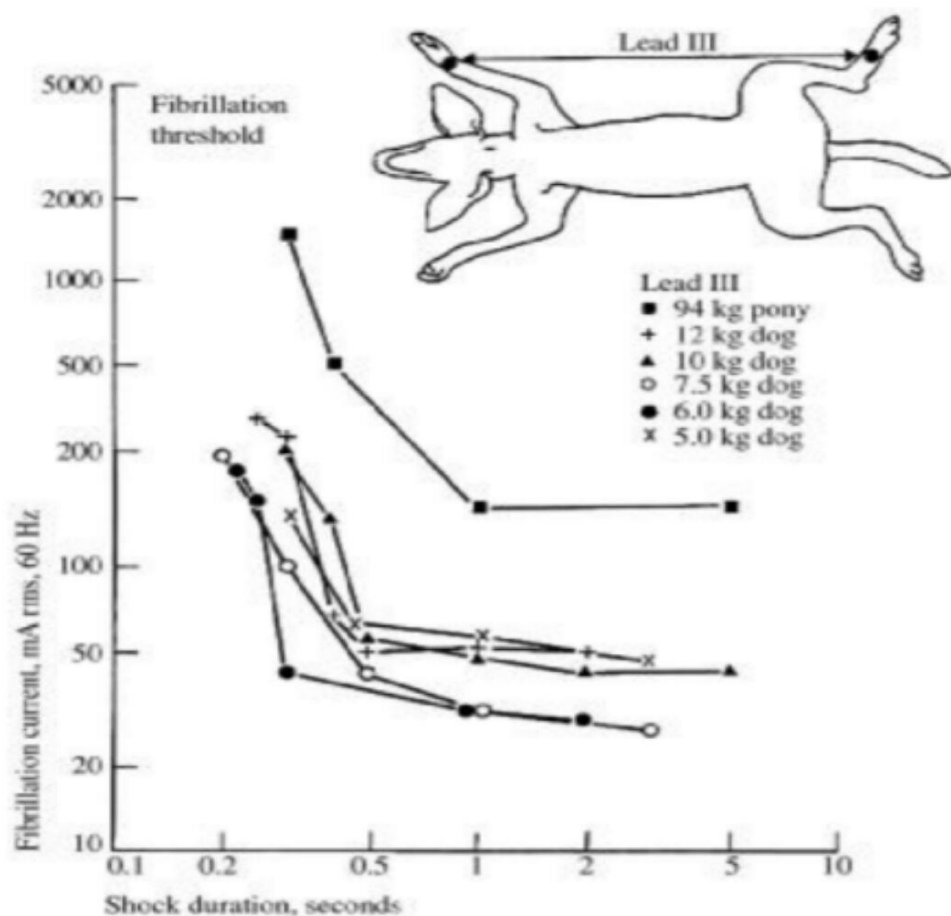 Lead III
Fibrillation
threshold
5000
2000
1000
500
200
100
50
20
10
Fibrillation current, mA rms, 60 Hz
Lead III
94 kg pony
12 kg dog
10 kg dog
7.5 kg dog
6.0 kg dog
5.0 kg dog
0.1 0.2 0.5 1 2 5 10
Shock duration, seconds